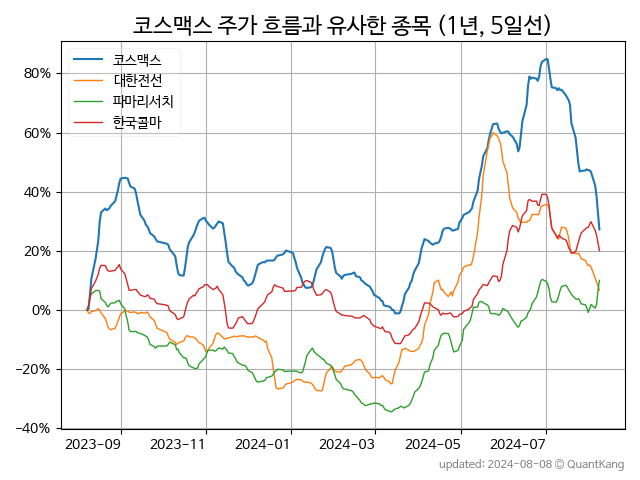 코스맥스 주가 흐름과 유사한 종목 (1년, 5일선)
코스맥스
대한전선
파마리서치
한국콜마
80%
60%
40%
20%
0%
−20%
−40%
2023-09 2023-11 2024-01 2024-03 2024-05 2024-07
updated: 2024-08-08 © QuantKang